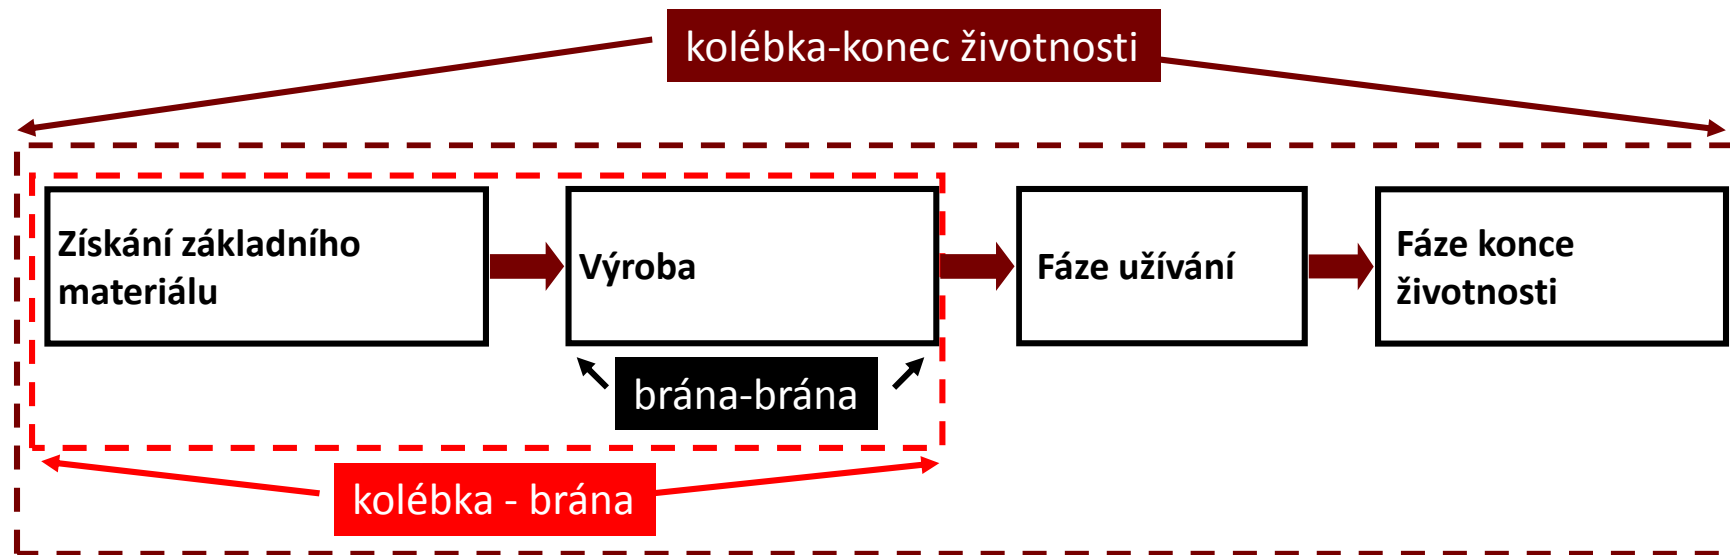 kolébka-konec životnosti
Získání základního
materiálu
Výroba
Fáze užívání
Fáze konce
životnosti
brána-brána
kolébka - brána